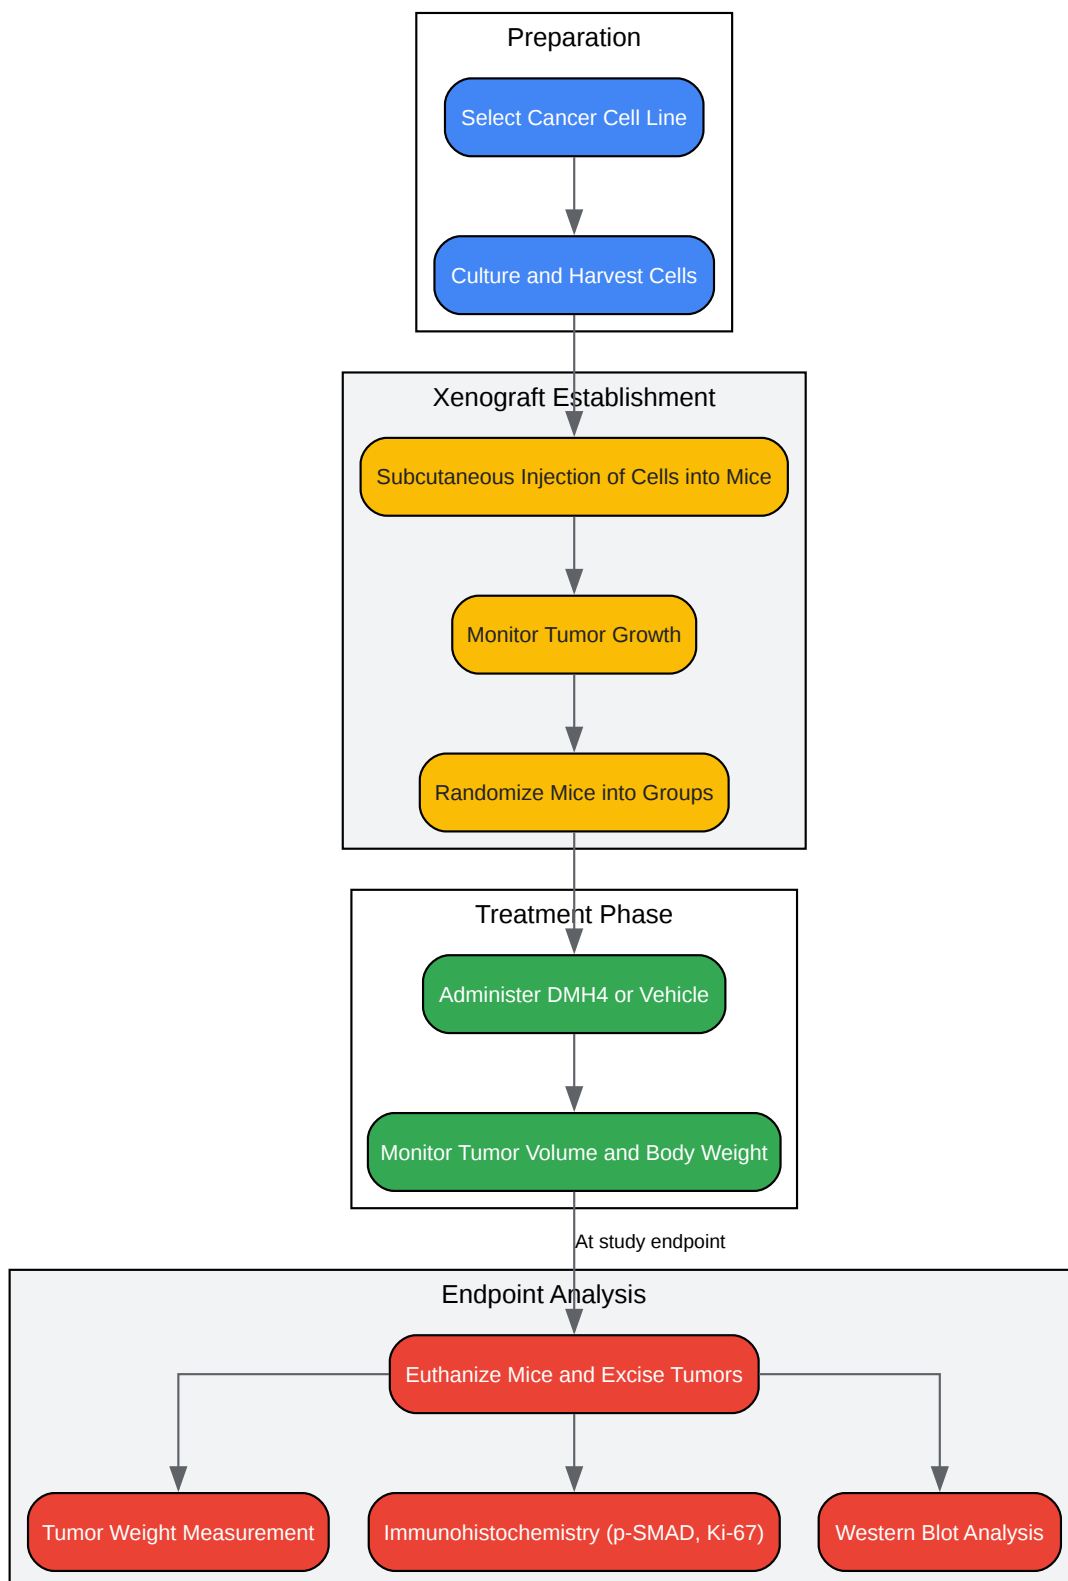 Preparation
Select Cancer Cell Line
Culture and Harvest Cells
Xenograft Establishment
Subcutaneous Injection of Cells into Mice
Monitor Tumor Growth
Randomize Mice into Groups
Treatment Phase
Administer DMH4 or Vehicle
Monitor Tumor Volume and Body Weight
At study endpoint
Endpoint Analysis
Euthanize Mice and Excise Tumors
Tumor Weight Measurement
Immunohistochemistry (p-SMAD, Ki-67)
Western Blot Analysis